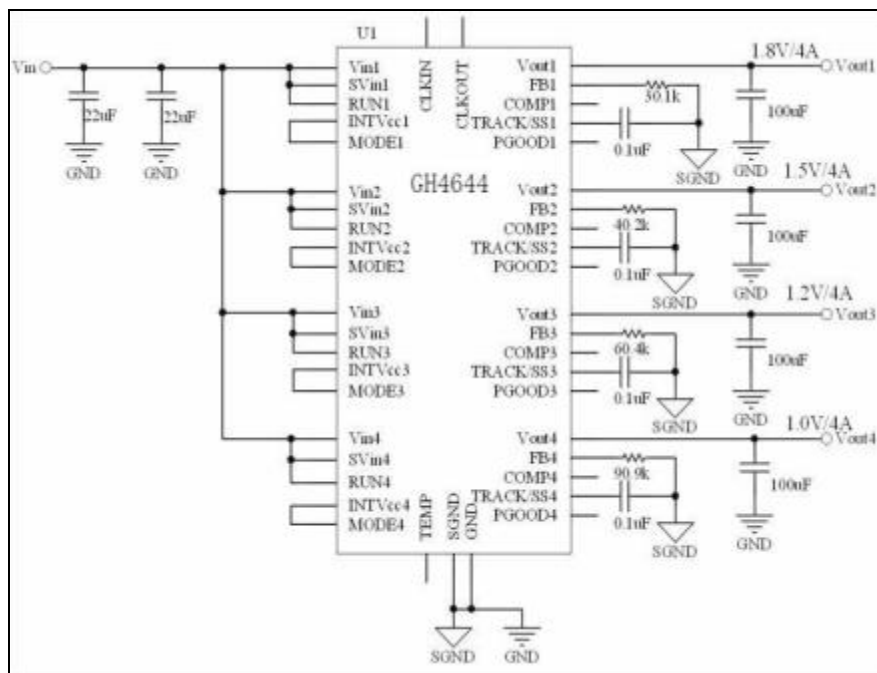 U1
GH4644
Vin
22uF
22uF
GND
GND
CLKIN
CLKOUT
Vin1
SVin1
RUN1
INTVcc1
MODE1
Vin2
SVin2
RUN2
INTVcc2
MODE2
Vin3
SVin3
RUN3
INTVcc3
MODE3
Vin4
SVin4
RUN4
INTVcc4
MODE4
Vout1
FB1
COMP1
TRACK/SS1
PGOOD1
Vout2
FB2
COMP2
TRACK/SS2
PGOOD2
Vout3
FB3
COMP3
TRACK/SS3
PGOOD3
Vout4
FB4
COMP4
TRACK/SS4
PGOOD4
TEMP
SGND
GND
SGND
GND
1.8V/4A
Vout1
30.1k
0.1uF
SGND
100uF
GND
1.5V/4A
Vout2
40.2k
0.1uF
SGND
100uF
GND
1.2V/4A
Vout3
60.4k
0.1uF
SGND
100uF
GND
1.0V/4A
Vout4
90.9k
0.1uF
SGND
100uF
GND